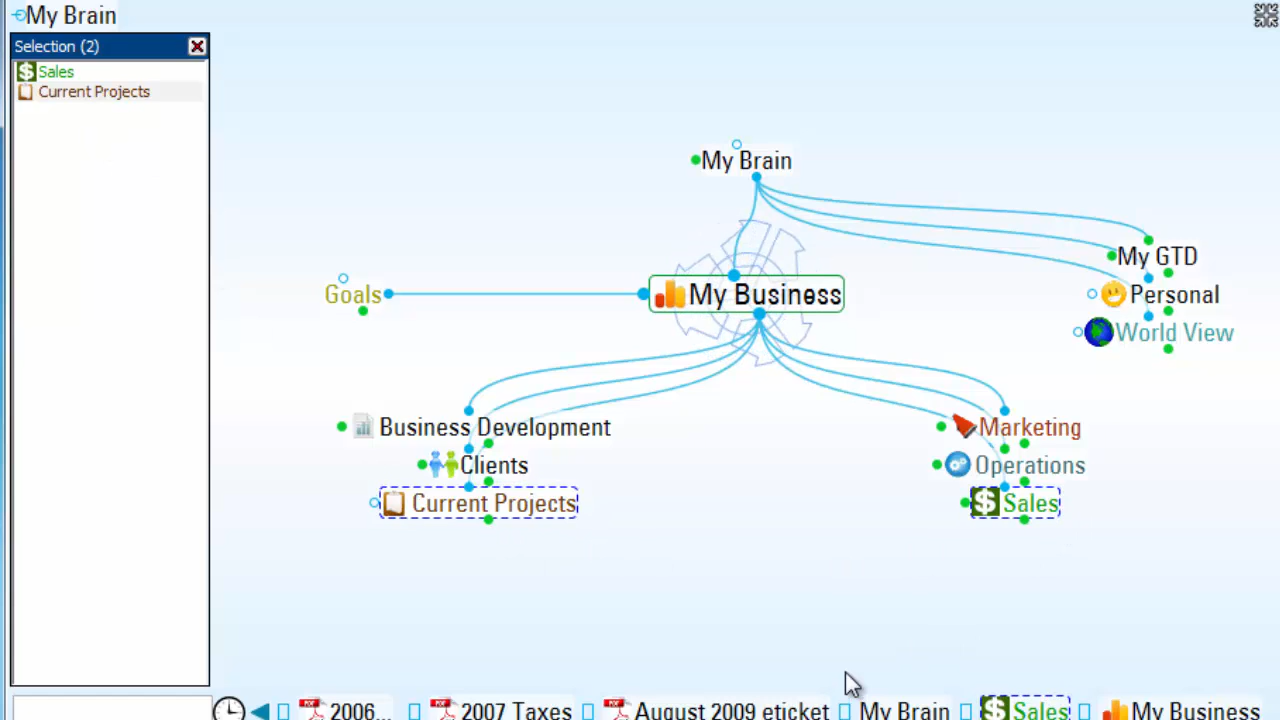 My Brain
Selection (2)
Sales
Current Projects
My Brain
My GTD
Goals
My Business
Personal
World View
Business Development
Marketing
Clients
Operations
Current Projects
Sales
2006... 2007 Taxes August 2009 eticket My Brain Sales My Business